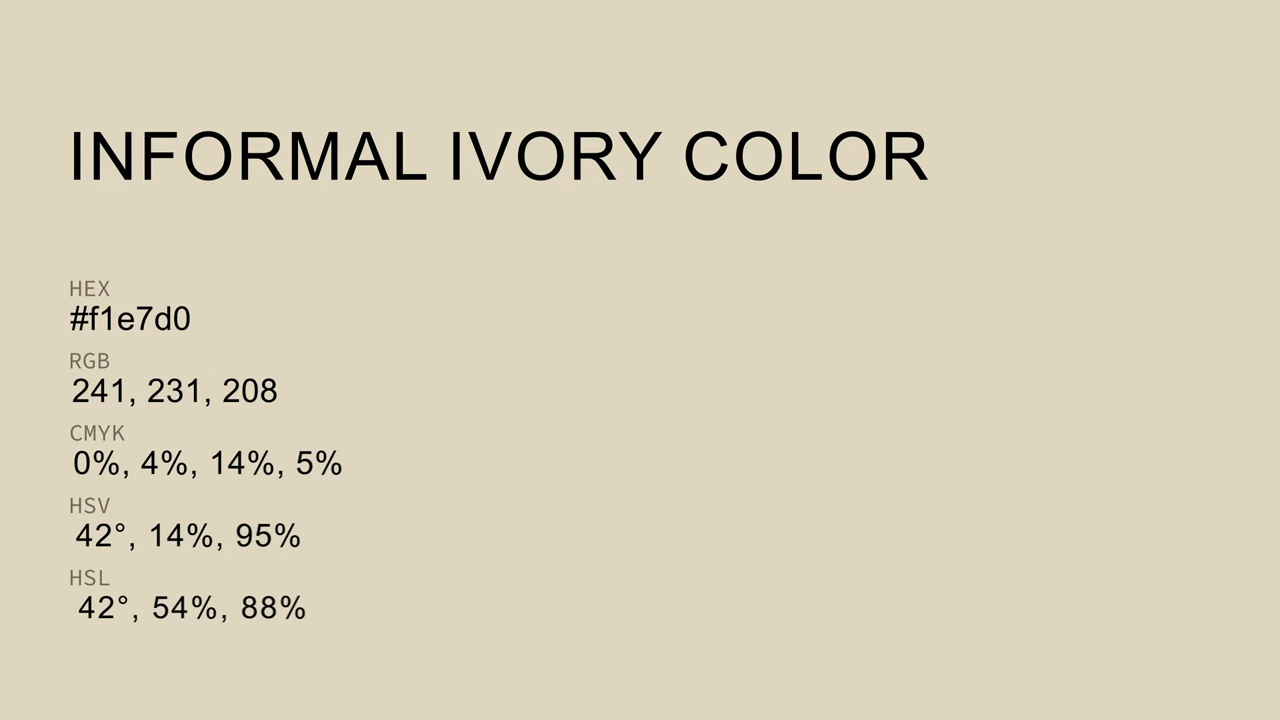 INFORMAL IVORY COLOR
HEX
#f1e7d0
RGB
241, 231, 208
CMYK
0%, 4%, 14%, 5%
HSV
42°, 14%, 95%
HSL
42°, 54%, 88%